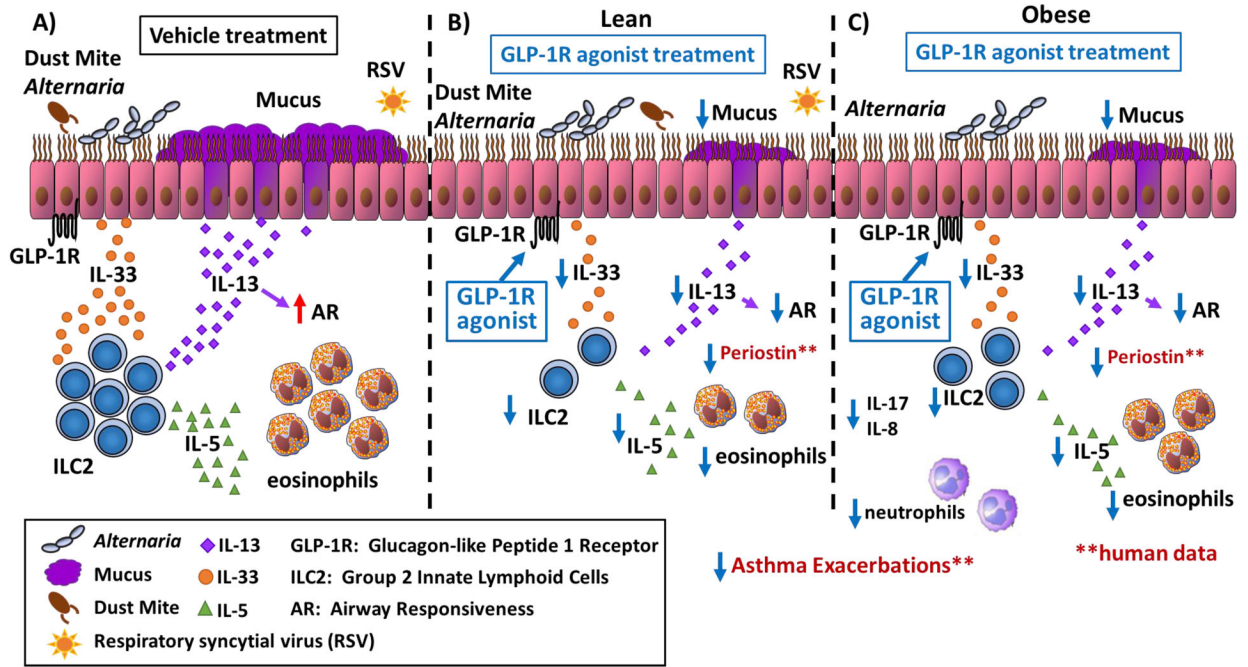 A)
Vehicle treatment
Dust Mite
Alternaria
RSV
Mucus
GLP-1R
IL-33
IL-13
AR
ILC2
IL-5
eosinophils
B)
Lean
GLP-1R agonist treatment
Dust Mite
Alternaria
RSV
Mucus
GLP-1R
IL-33
GLP-1R
agonist
IL-13
AR
Periostin**
ILC2
IL-5
eosinophils
C)
Obese
GLP-1R agonist treatment
Alternaria
Mucus
GLP-1R
IL-33
GLP-1R
agonist
IL-13
AR
Periostin**
IL-17
IL-8
ILC2
IL-5
eosinophils
neutrophils
Asthma Exacerbations**
**human data
Alternaria
IL-13
GLP-1R: Glucagon-like Peptide 1 Receptor
Mucus
IL-33
ILC2: Group 2 Innate Lymphoid Cells
Dust Mite
IL-5
AR: Airway Responsiveness
Respiratory syncytial virus (RSV)